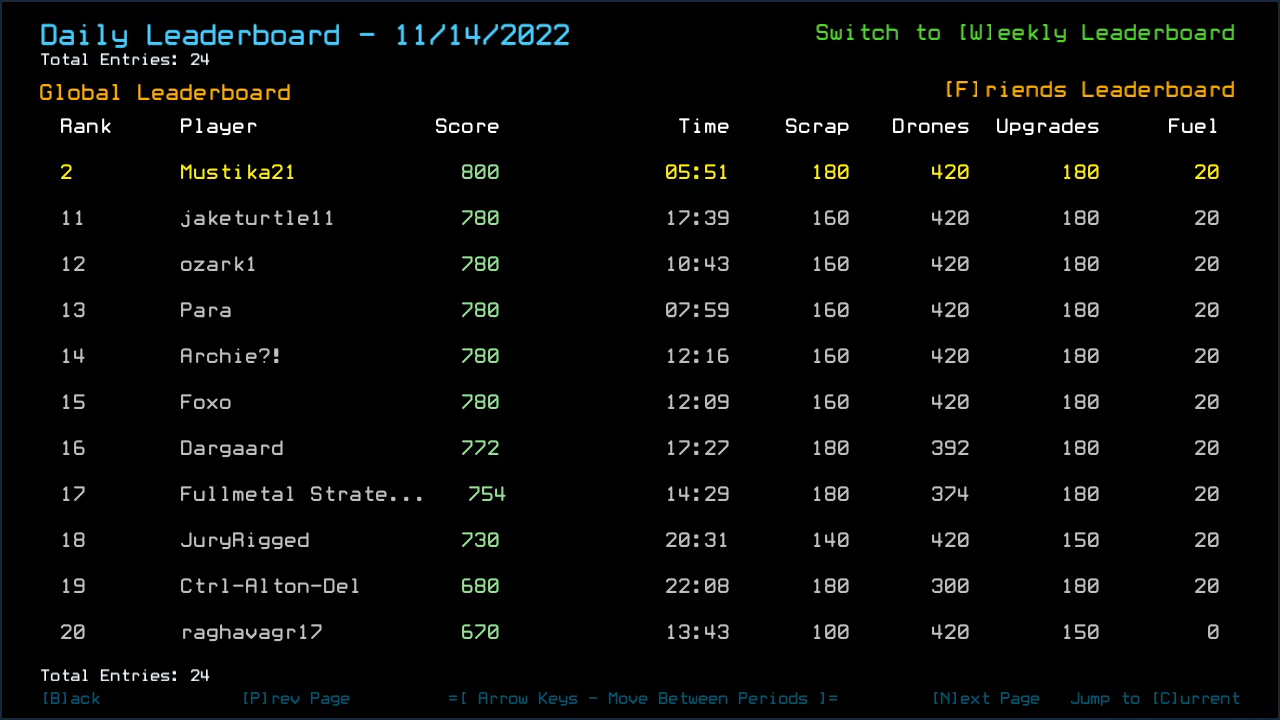 Daily Leaderboard - 11/14/2022 Switch to [W]eekly Leaderboard
Total Entries: 24
Global Leaderboard [F]riends Leaderboard
Rank Player Score Time Scrap Drones Upgrades Fuel
2 Mustika21 800 05:51 180 420 180 20
11 jaketurtle11 780 17:39 160 420 180 20
12 ozark1 780 10:43 160 420 180 20
13 Para 780 07:59 160 420 180 20
14 Archie?! 780 12:16 160 420 180 20
15 Foxo 780 12:09 160 420 180 20
16 Dargaard 772 17:27 180 392 180 20
17 Fullmetal Strate... 754 14:29 180 374 180 20
18 JuryRigged 730 20:31 140 420 150 20
19 Ctrl-Alton-Del 680 22:08 180 300 180 20
20 raghavagr17 670 13:43 100 420 150 0
Total Entries: 24
[B]ack [P]rev Page =[ Arrow Keys - Move Between Periods ]= [N]ext Page Jump to [C]urrent